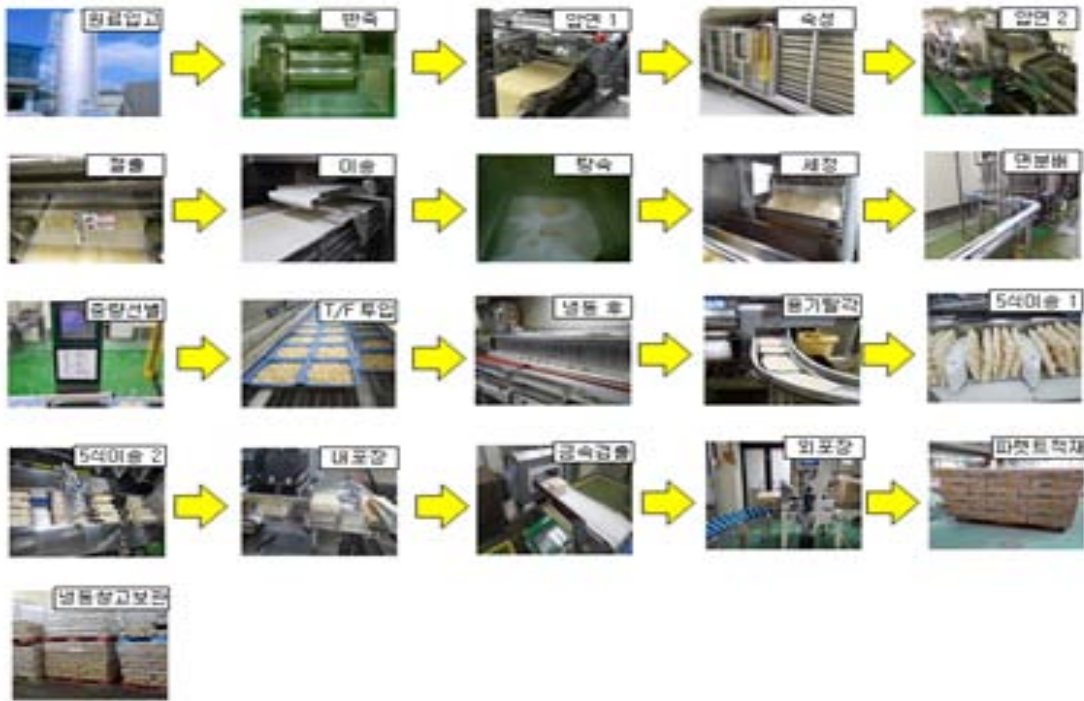 원료입고
반죽
압연 1
숙성
압연 2
절출
이송
탕숙
세정
면분배
중량선별
T/F 투입
냉동 후
용기탈각
5식이송 1
5식이송 2
내포장
금속검출
외포장
파렛트적재
냉동창고보관